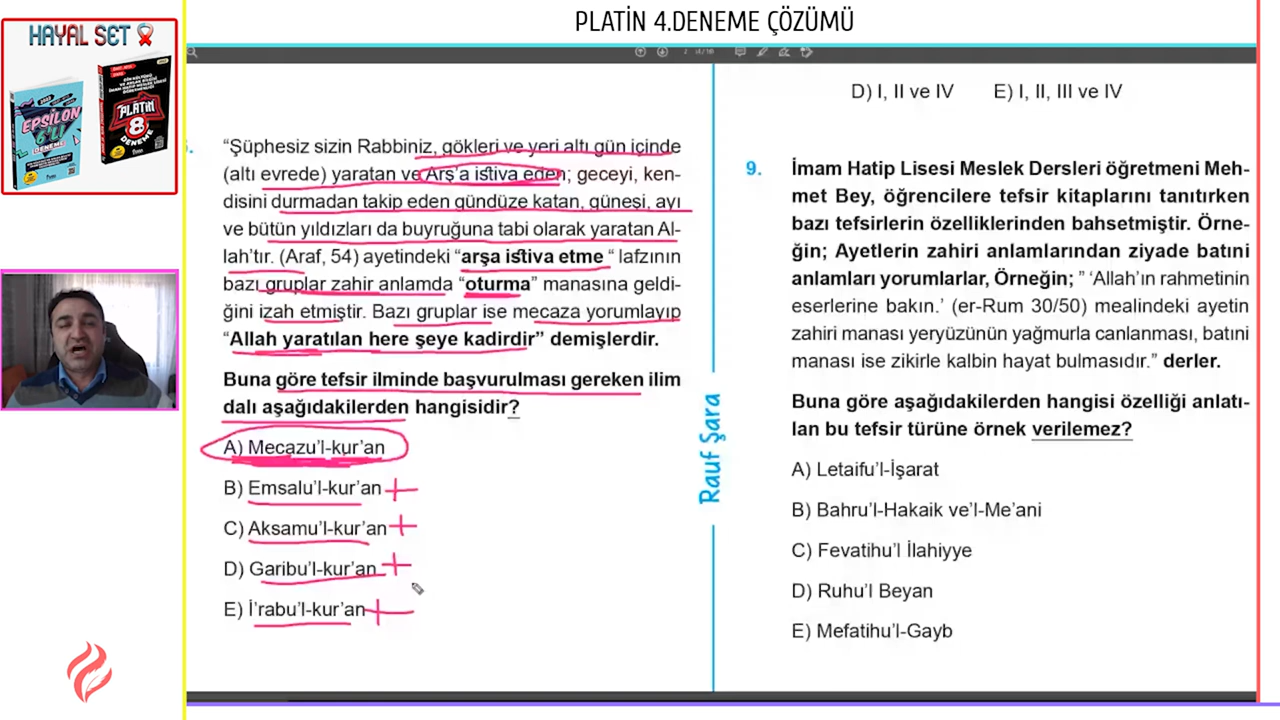 PLATİN 4.DENEME ÇÖZÜMÜ
HAYAL SET
EPSİLON
6'LI
DENEME
PLATİN
8
DENEME
"Şüphesiz sizin Rabbiniz, gökleri ve yeri altı gün içinde
(altı evrede) yaratan ve Arş'a istiva eden; geceyi, ken-
disini durmadan takip eden gündüze katan, güneşi, ayı
ve bütün yıldızları da buyruğuna tabi olarak yaratan Al-
lah'tır. (Araf, 54) ayetindeki "arşa istiva etme " lafzının
bazı gruplar zahir anlamda "oturma" manasına geldi-
ğini izah etmiştir. Bazı gruplar ise mecaza yorumlayıp
"Allah yaratılan here şeye kadirdir" demişlerdir.
Buna göre tefsir ilminde başvurulması gereken ilim
dalı aşağıdakilerden hangisidir?
A) Mecazu'l-kur'an
B) Emsalu'l-kur'an
C) Aksamu'l-kur'an
D) Garibu'l-kur'an
E) İ'rabu'l-kur'an
Rauf Şara
D) I, II ve IV E) I, II, III ve IV
9. İmam Hatip Lisesi Meslek Dersleri öğretmeni Meh-
met Bey, öğrencilere tefsir kitaplarını tanıtırken
bazı tefsirlerin özelliklerinden bahsetmiştir. Örne-
ğin; Ayetlerin zahiri anlamlarından ziyade batıni
anlamları yorumlarlar, Örneğin; " 'Allah'ın rahmetinin
eserlerine bakın.' (er-Rum 30/50) mealindeki ayetin
zahiri manası yeryüzünün yağmurla canlanması, batıni
manası ise zikirle kalbin hayat bulmasıdır." derler.
Buna göre aşağıdakilerden hangisi özelliği anlatı-
lan bu tefsir türüne örnek verilemez?
A) Letaifu'l-İşarat
B) Bahru'l-Hakaik ve'l-Me'ani
C) Fevatihu'l İlahiyye
D) Ruhu'l Beyan
E) Mefatihu'l-Gayb